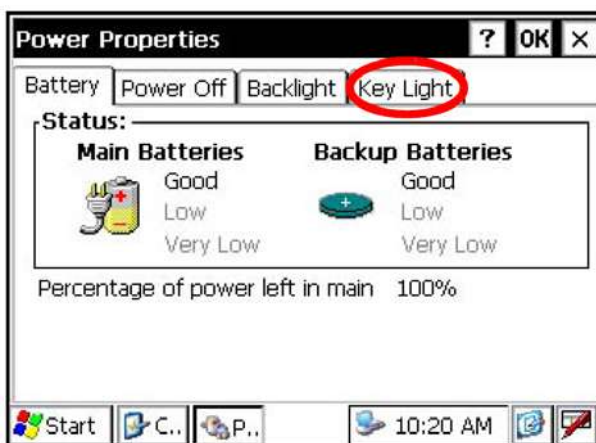 Power Properties ? OK ×
Battery Power Off Backlight Key Light
Status:
Main Batteries Backup Batteries
Good Good
Low Low
Very Low Very Low
Percentage of power left in main 100%
Start C.. P.. 10:20 AM